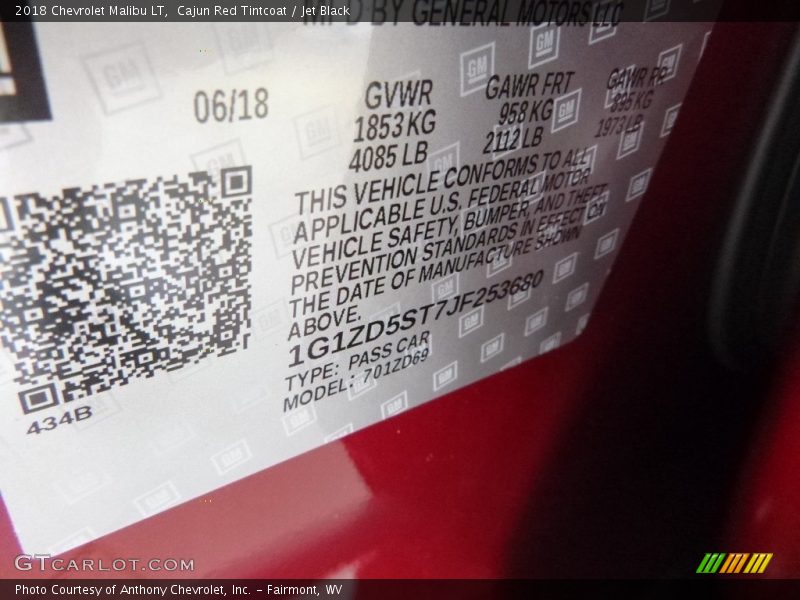 2018 Chevrolet Malibu LT,  Cajun Red Tintcoat / Jet Black
MFD BY GENERAL MOTORS LLC
06/18
GVWR
1853 KG
4085 LB
GAWR FRT
958 KG
2112 LB
GAWR RR
895 KG
1973 LB
THIS VEHICLE CONFORMS TO ALL
APPLICABLE U.S. FEDERAL MOTOR
VEHICLE SAFETY, BUMPER, AND THEFT
PREVENTION STANDARDS IN EFFECT ON
THE DATE OF MANUFACTURE SHOWN
ABOVE.
1G1ZD5ST7JF253680
TYPE: PASS CAR
MODEL: 701ZD69
434B
GTCARLOT.COM
Photo Courtesy of Anthony Chevrolet, Inc. – Fairmont, WV